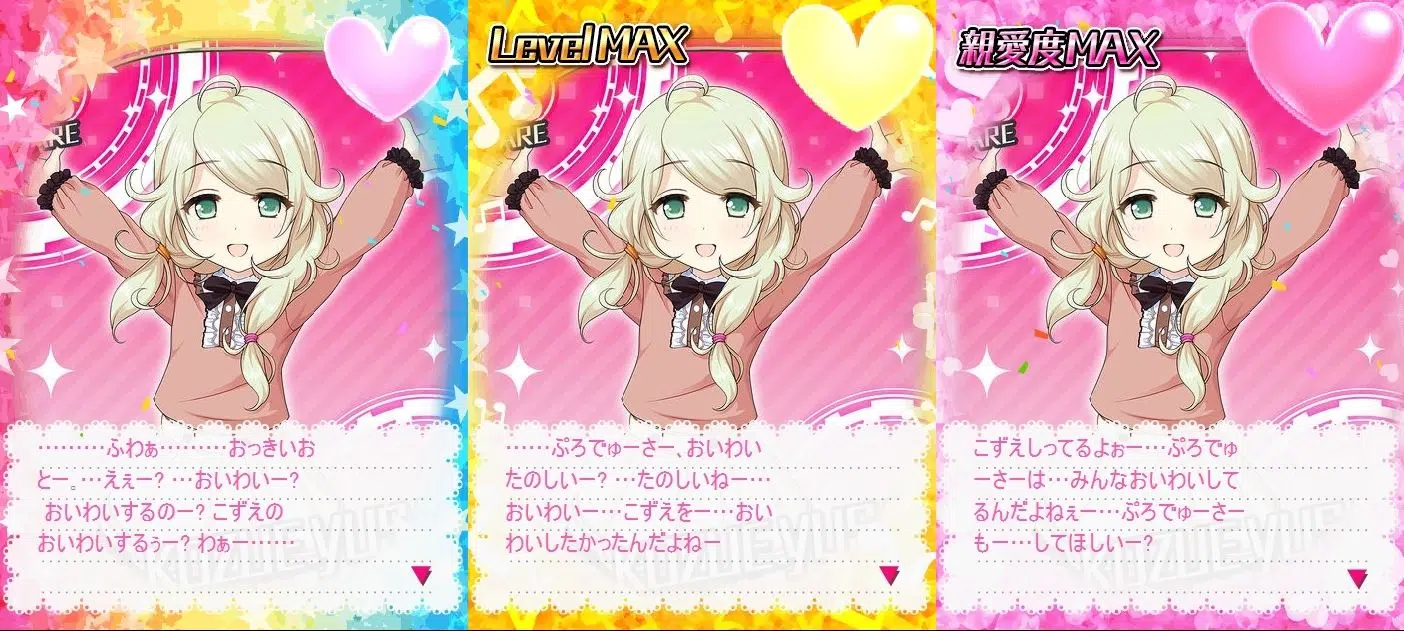 RE
………ふわぁ………おっきいお
とー。…えぇー? …おいわいー?
おいわいするのー? こずえの
おいわいするぅー? わぁー……
Level MAX
ARE
……ぷろでゅーさー、おいわい
たのしいー? …たのしいねー…
おいわいー…こずえをー…おい
わいしたかったんだよねー
親愛度MAX
ARE
こずえしってるよぉー…ぷろでゅ
ーさーは…みんなおいわいして
るんだよねぇー…ぷろでゅーさー
もー…してほしいー?